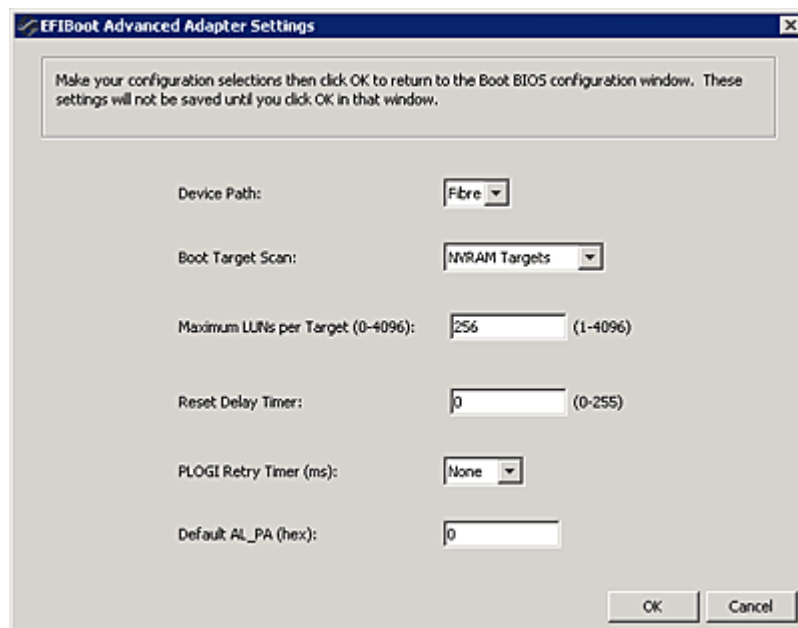 EFIBoot Advanced Adapter Settings
Make your configuration selections then click OK to return to the Boot BIOS configuration window. These
settings will not be saved until you click OK in that window.
Device Path: Fibre
Boot Target Scan: NVRAM Targets
Maximum LUNs per Target (0-4096): 256 (1-4096)
Reset Delay Timer: 0 (0-255)
PLOGI Retry Timer (ms): None
Default AL_PA (hex): 0
OK Cancel